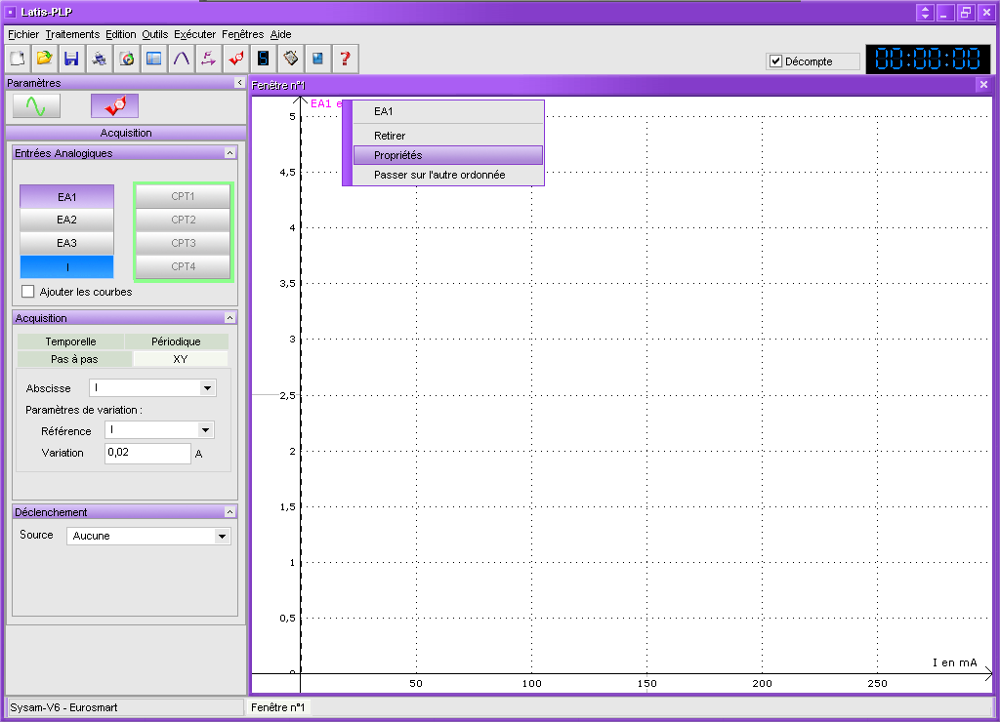 Latis-PLP
Fichier Traitements Edition Outils Exécuter Fenêtres Aide
Décompte
00:00:00
Paramètres
Fenêtre n°1
Acquisition
Entrées Analogiques
EA1 CPT1
EA2 CPT2
EA3 CPT3
I CPT4
Ajouter les courbes
Acquisition
Temporelle Périodique
Pas à pas XY
Abscisse I
Paramètres de variation :
Référence I
Variation 0,02 A
Déclenchement
Source Aucune
EA1 e
EA1
Retirer
Propriétés
Passer sur l'autre ordonnée
5
4,5
4
3,5
3
2,5
2
1,5
1
0,5
0
I en mA
50 100 150 200 250
Sysam-V6 - Eurosmart
Fenêtre n°1